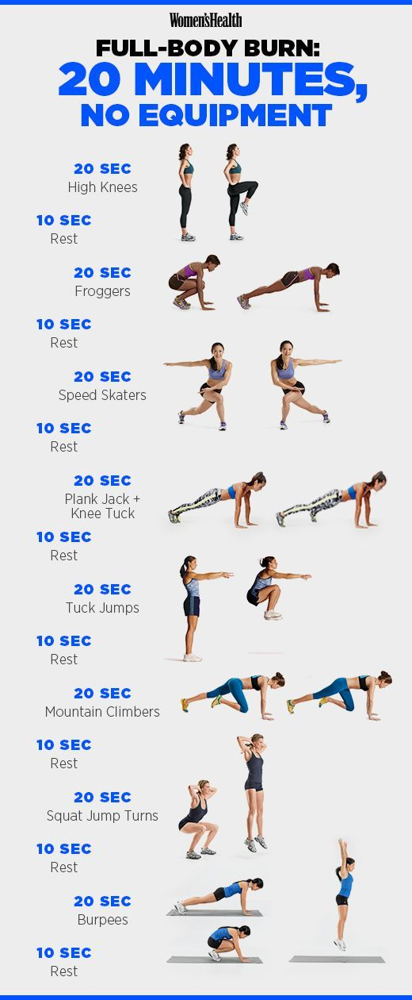 Women'sHealth
FULL-BODY BURN:
20 MINUTES,
NO EQUIPMENT
20 SEC
High Knees
10 SEC
Rest
20 SEC
Froggers
10 SEC
Rest
20 SEC
Speed Skaters
10 SEC
Rest
20 SEC
Plank Jack +
Knee Tuck
10 SEC
Rest
20 SEC
Tuck Jumps
10 SEC
Rest
20 SEC
Mountain Climbers
10 SEC
Rest
20 SEC
Squat Jump Turns
10 SEC
Rest
20 SEC
Burpees
10 SEC
Rest